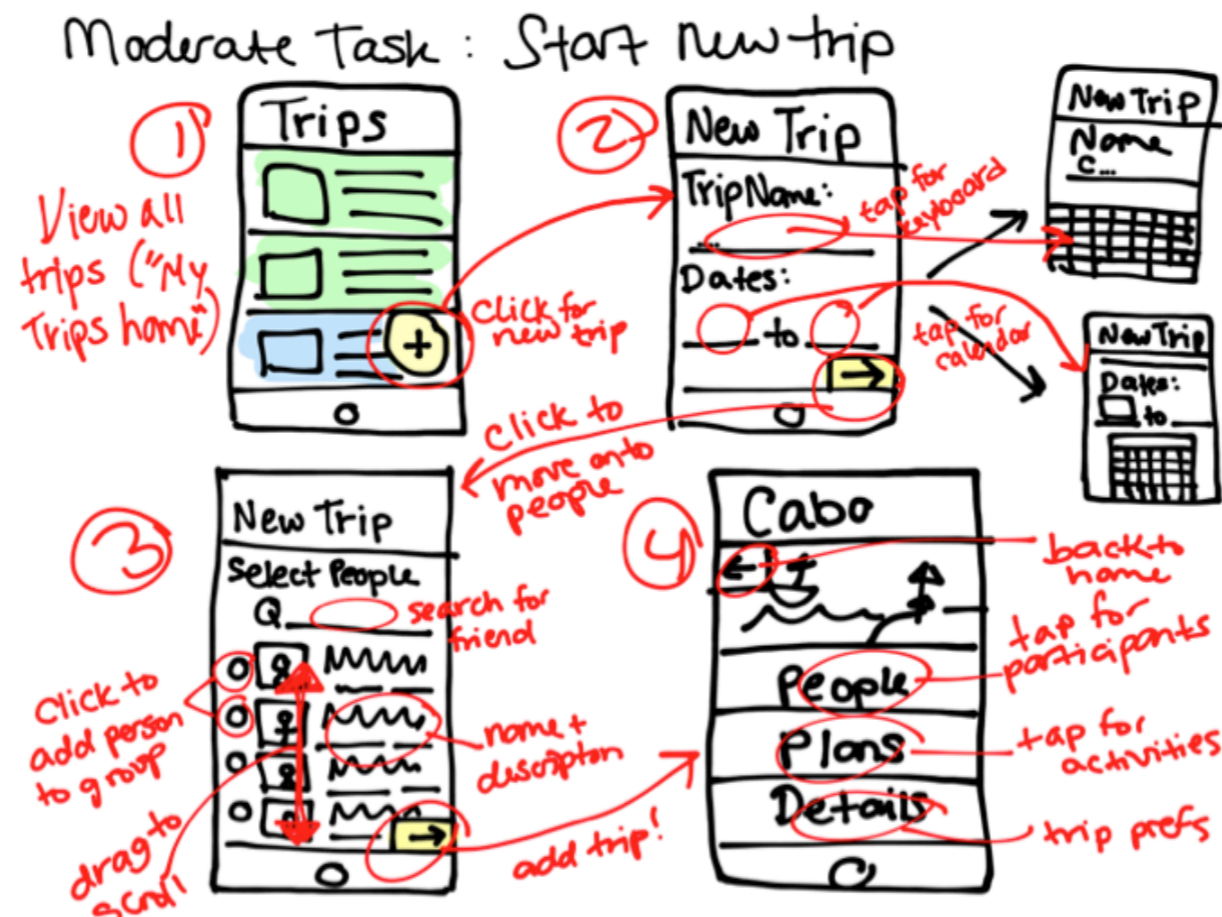 Moderate Task: Start new trip
1
View all
trips ("My
Trips home")
Trips
+
click for
new trip
2
New Trip
Trip Name:
...
tap for
keyboard
Dates:
to
tap for
calendar
New Trip
Name
C...
New Trip
Dates:
to
click to
move onto
people
3
New Trip
Select People
search for
friend
click to
add person
to group
name +
description
drag to
scroll
add trip!
4
Cabo
back to
home
People
tap for
participants
Plans
tap for
activities
Details
trip prefs